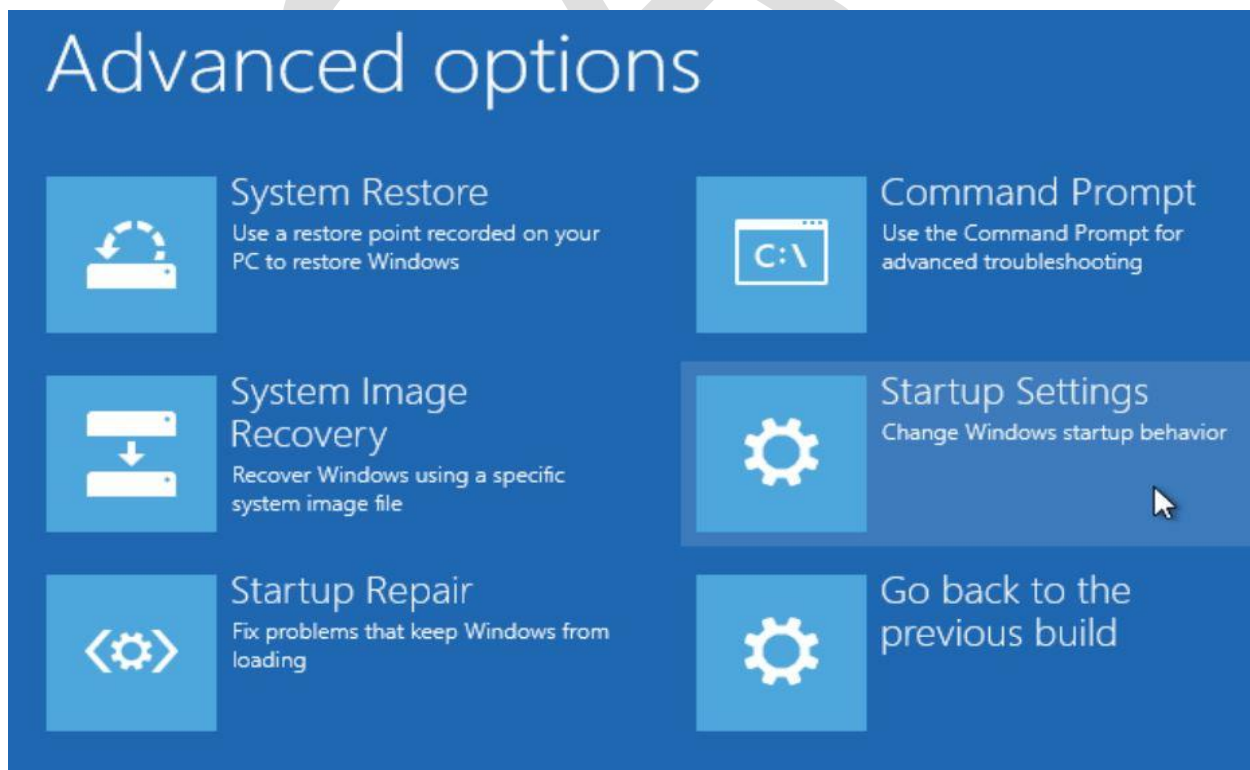 Advanced options
System Restore
Use a restore point recorded on your
PC to restore Windows
Command Prompt
Use the Command Prompt for
advanced troubleshooting
C:\
System Image
Recovery
Recover Windows using a specific
system image file
Startup Settings
Change Windows startup behavior
Startup Repair
Fix problems that keep Windows from
loading
Go back to the
previous build